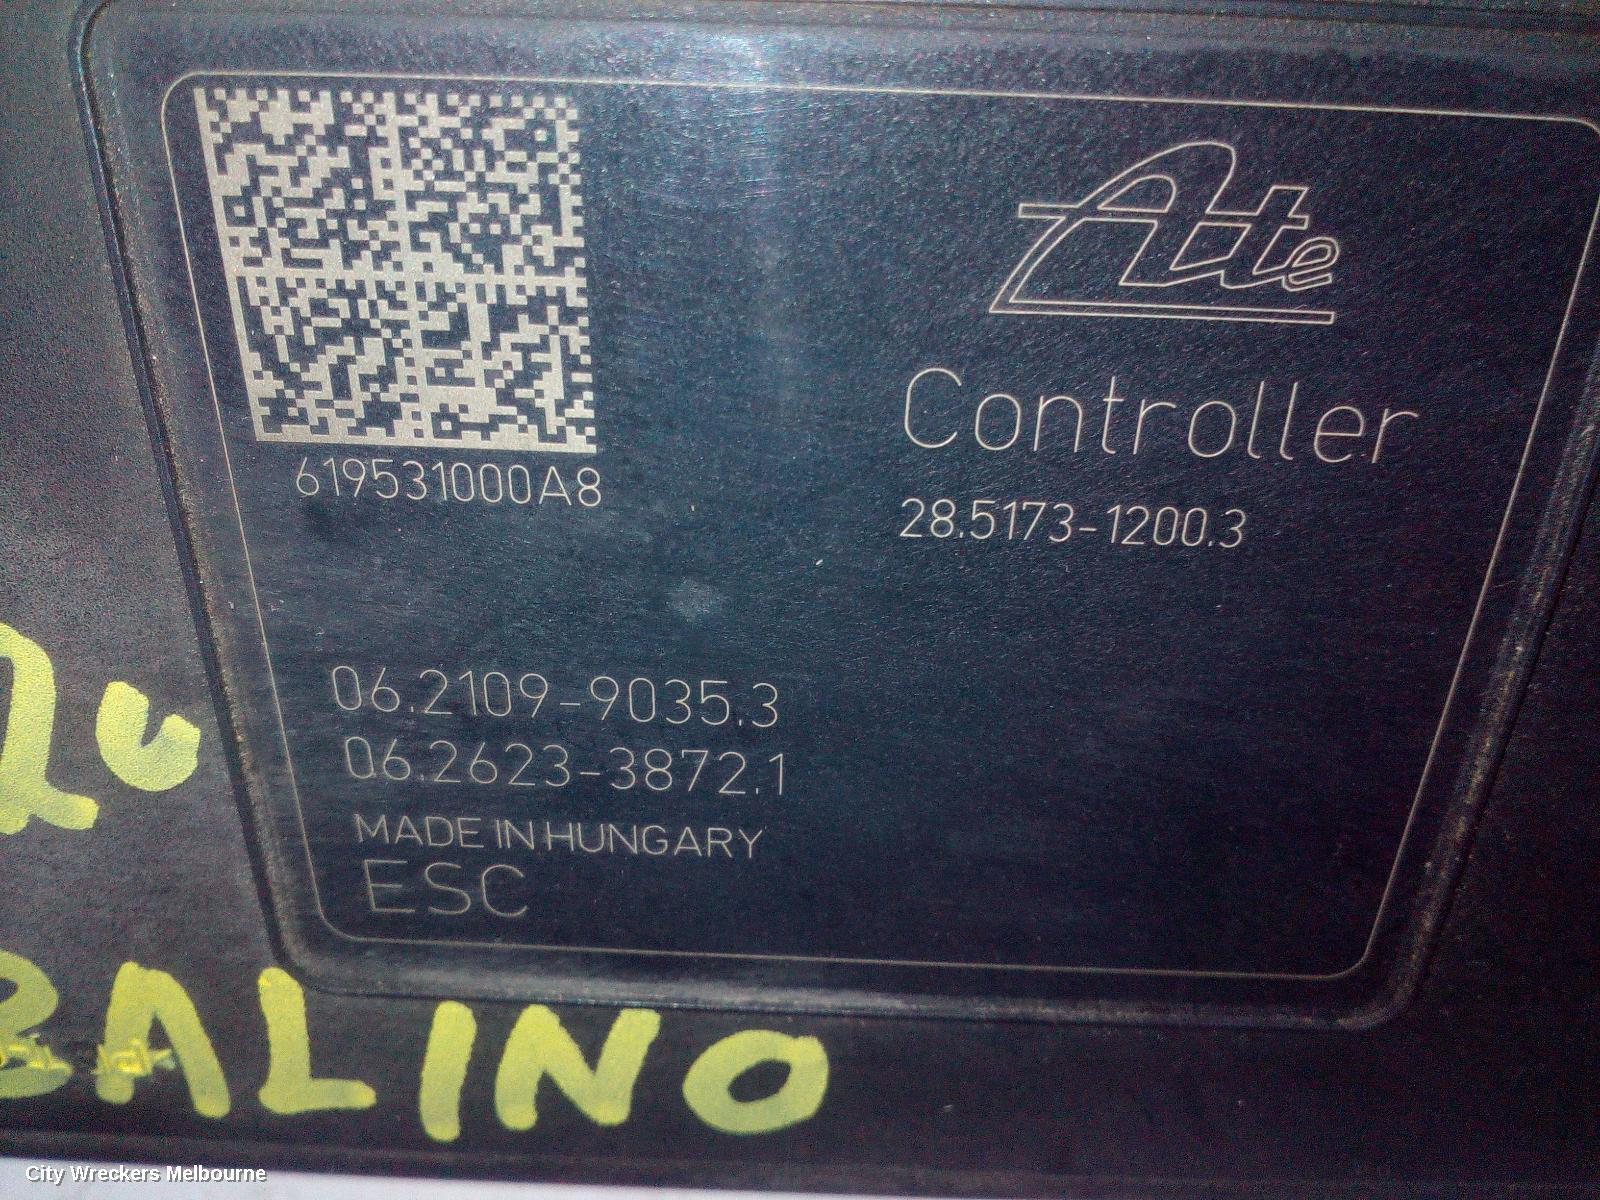 Ate
Controller
619531000A8
28.5173-1200.3
06.2109-9035.3
06.2623-3872.1
MADE IN HUNGARY
ESC
BALINO
City Wreckers Melbourne